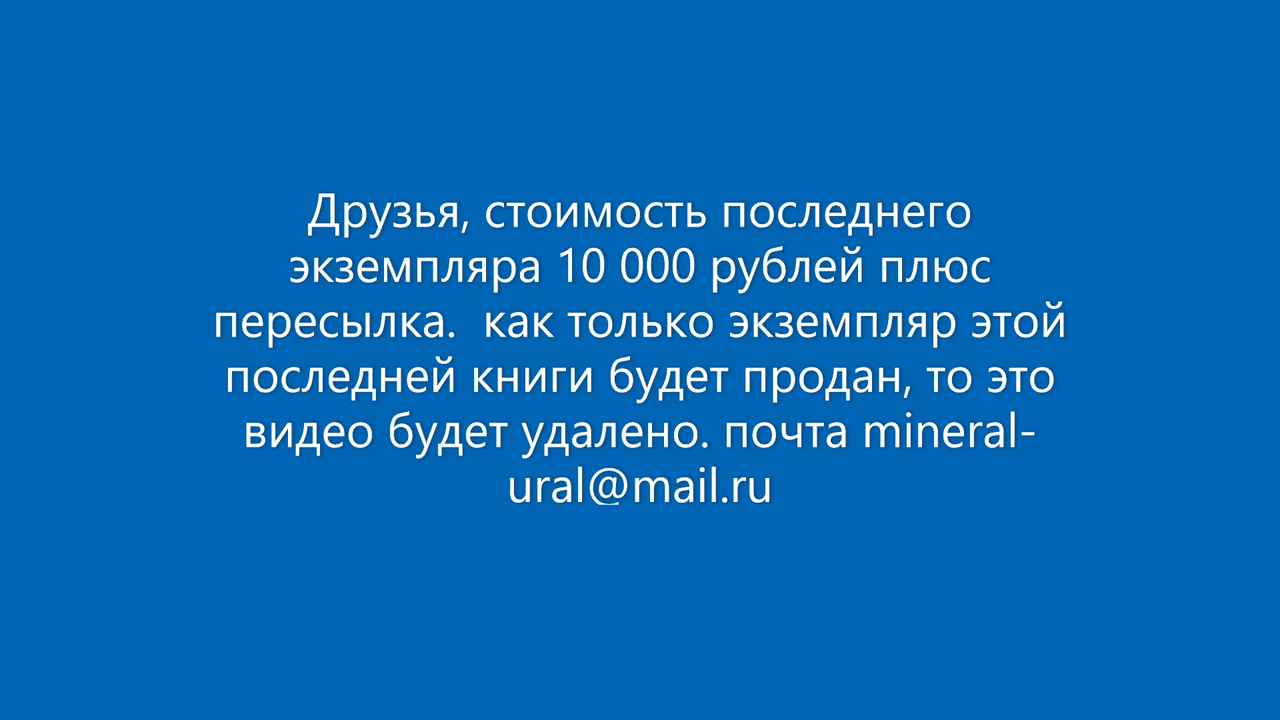 Друзья, стоимость последнего
экземпляра 10 000 рублей плюс
пересылка.  как только экземпляр этой
последней книги будет продан, то это
видео будет удалено. почта mineral-
ural@mail.ru